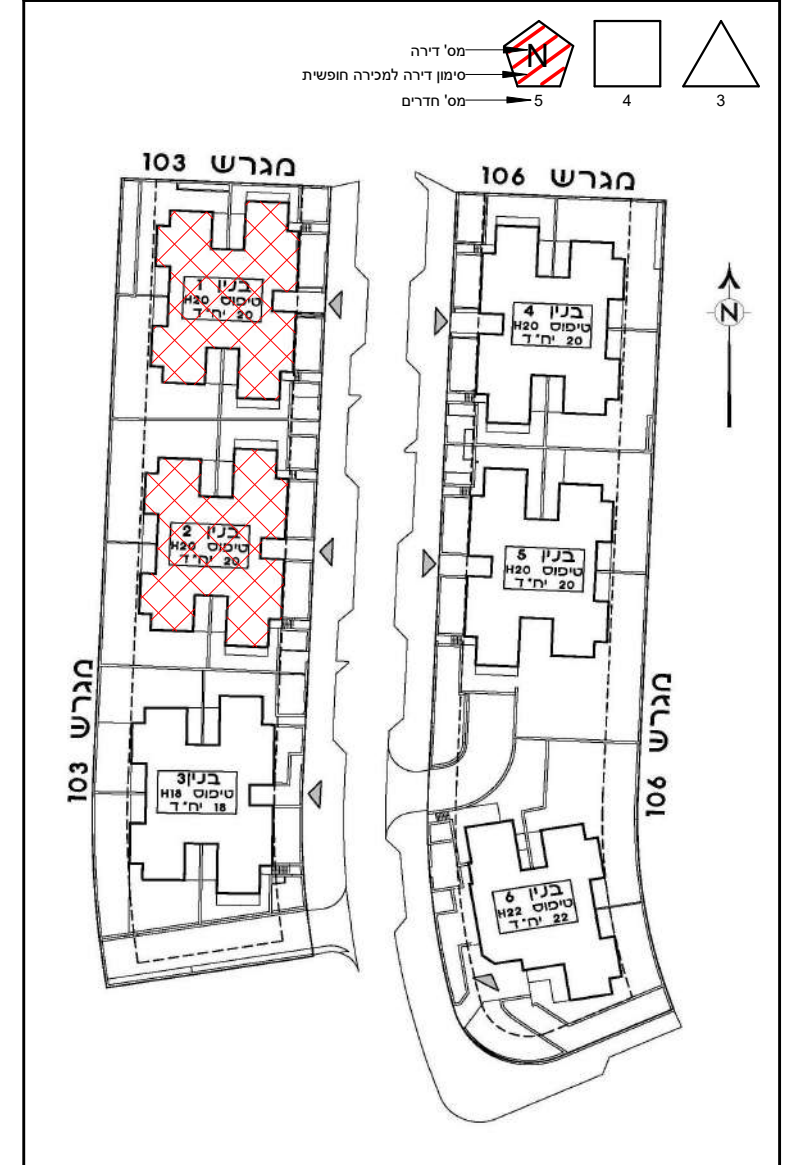 מס' דירה
N
סימון דירה למכירה חופשית
מס' חדרים
5
4
3
מגרש 103
מגרש 106
בנין 1
טיפוס H20
20 יח"ד
בנין 4
טיפוס H20
20 יח"ד
N
בנין 2
טיפוס H20
20 יח"ד
בנין 5
טיפוס H20
20 יח"ד
מגרש 103
מגרש 106
בנין3
טיפוס H18
18 יח"ד
בנין 6
טיפוס H22
22 יח"ד